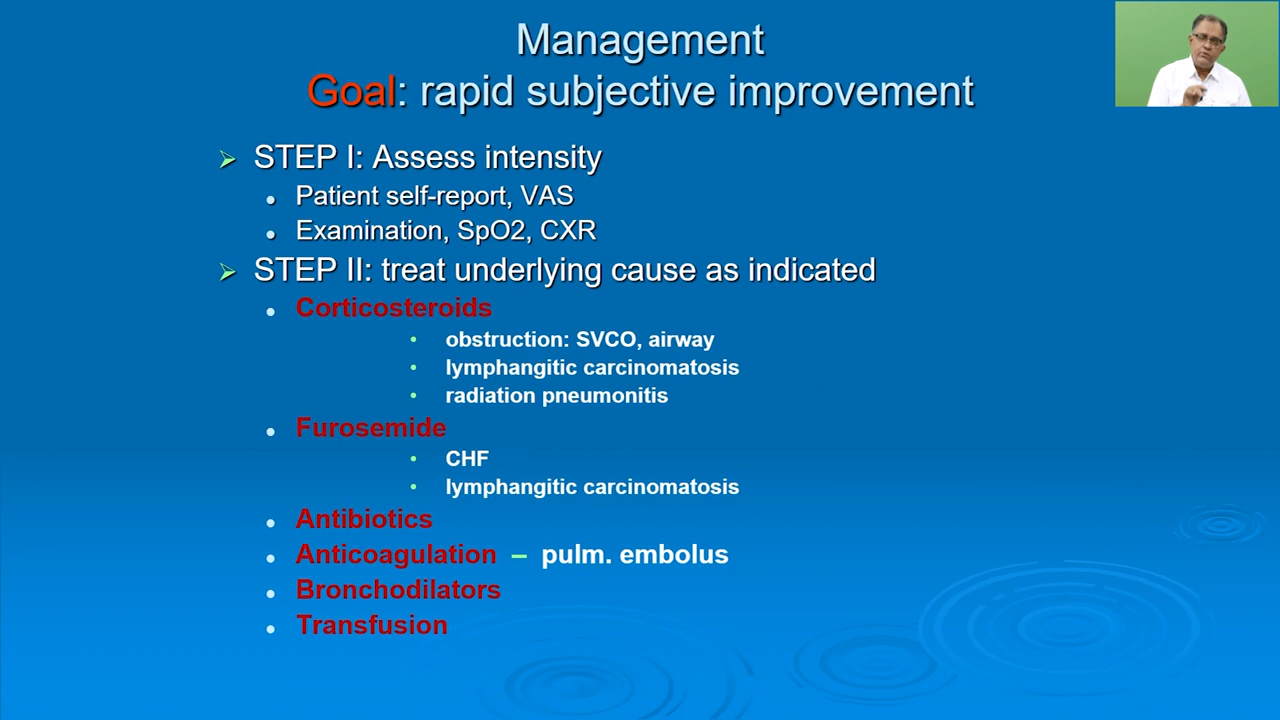 Management
Goal: rapid subjective improvement
STEP I: Assess intensity
Patient self-report, VAS
Examination, SpO2, CXR
STEP II: treat underlying cause as indicated
Corticosteroids
obstruction: SVCO, airway
lymphangitic carcinomatosis
radiation pneumonitis
Furosemide
CHF
lymphangitic carcinomatosis
Antibiotics
Anticoagulation – pulm. embolus
Bronchodilators
Transfusion